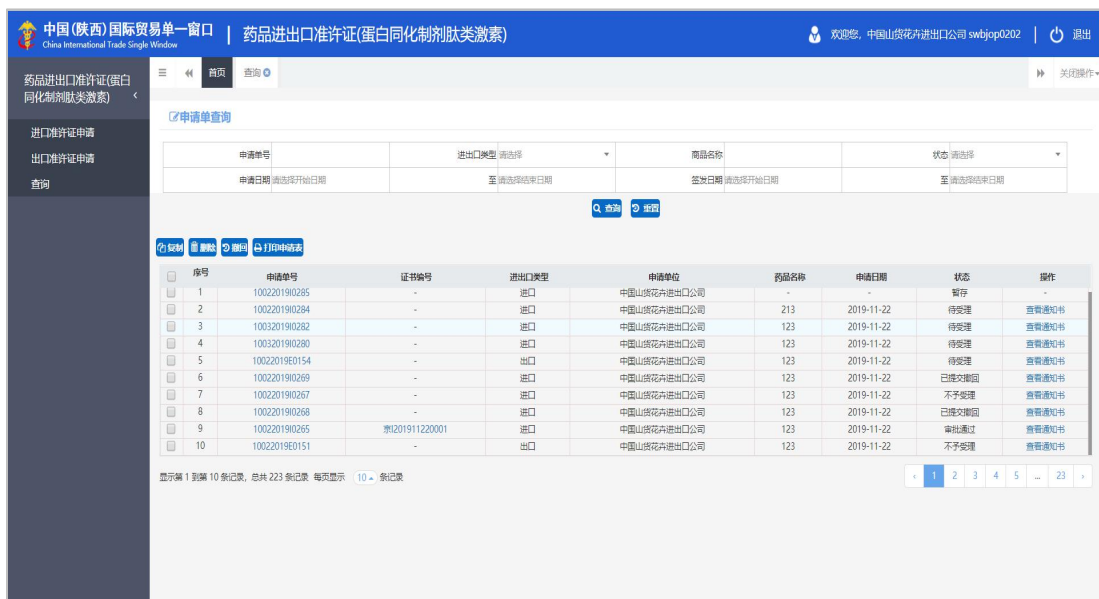 中国(陕西)国际贸易单一窗口 | 药品进出口准许证(蛋白同化制剂肽类激素)
China International Trade Single Window
欢迎您，中国山货花卉进出口公司 swbjop0202 | 退出
药品进出口准许证(蛋白同化制剂肽类激素)
进口准许证申请
出口准许证申请
查询
首页 查询 关闭操作
申请单查询
申请单号 进出口类型 请选择 商品名称 状态 请选择
申请日期 请选择开始日期 至 请选择结束日期 签发日期 请选择开始日期 至 请选择结束日期
查询 重置
复制 删除 撤回 打印申请表
序号 申请单号 证书编号 进出口类型 申请单位 药品名称 申请日期 状态 操作
1 10022019I0285 - 进口 中国山货花卉进出口公司 - - 暂存 -
2 10022019I0284 - 进口 中国山货花卉进出口公司 213 2019-11-22 待受理 查看通知书
3 10032019I0282 - 进口 中国山货花卉进出口公司 123 2019-11-22 待受理 查看通知书
4 10032019I0280 - 进口 中国山货花卉进出口公司 123 2019-11-22 待受理 查看通知书
5 10022019E0154 - 出口 中国山货花卉进出口公司 123 2019-11-22 待受理 查看通知书
6 10022019I0269 - 进口 中国山货花卉进出口公司 123 2019-11-22 已提交撤回 查看通知书
7 10022019I0267 - 进口 中国山货花卉进出口公司 123 2019-11-22 不予受理 查看通知书
8 10022019I0268 - 进口 中国山货花卉进出口公司 123 2019-11-22 已提交撤回 查看通知书
9 10022019I0265 京I201911220001 进口 中国山货花卉进出口公司 123 2019-11-22 审批通过 查看通知书
10 10022019E0151 - 出口 中国山货花卉进出口公司 123 2019-11-22 不予受理 查看通知书
显示第 1 到第 10 条记录，总共 223 条记录 每页显示 10 条记录
‹ 1 2 3 4 5 ... 23 ›